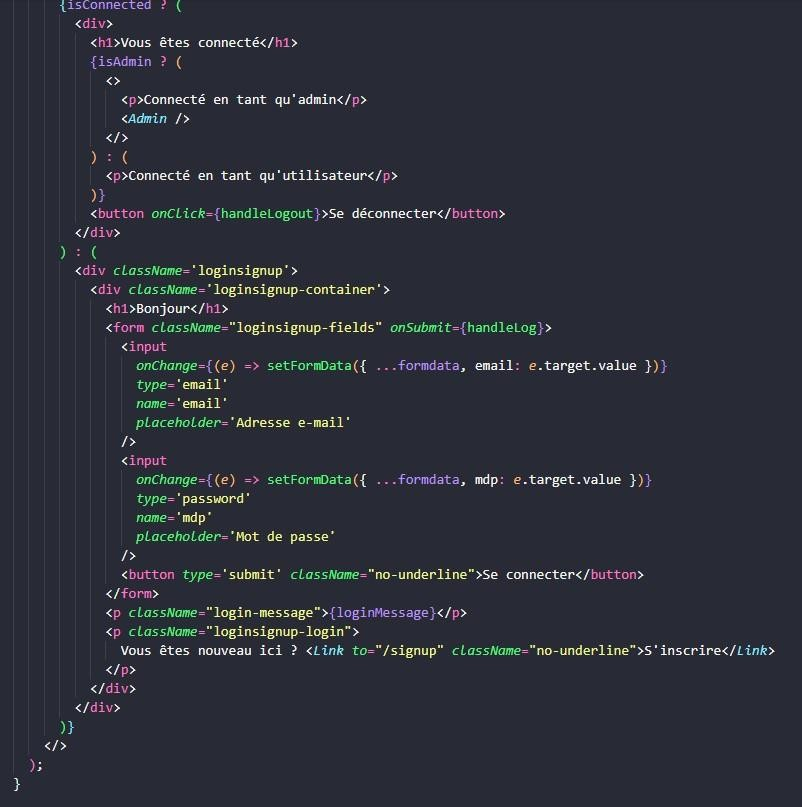 {isConnected ? (
<div>
<h1>Vous êtes connecté</h1>
{isAdmin ? (
<>
<p>Connecté en tant qu'admin</p>
<Admin />
</>
) : (
<p>Connecté en tant qu'utilisateur</p>
)}
<button onClick={handleLogout}>Se déconnecter</button>
</div>
) : (
<div className='loginsignup'>
<div className='loginsignup-container'>
<h1>Bonjour</h1>
<form className="loginsignup-fields" onSubmit={handleLog}>
<input
onChange={(e) => setFormData({ ...formdata, email: e.target.value })}
type='email'
name='email'
placeholder='Adresse e-mail'
/>
<input
onChange={(e) => setFormData({ ...formdata, mdp: e.target.value })}
type='password'
name='mdp'
placeholder='Mot de passe'
/>
<button type='submit' className="no-underline">Se connecter</button>
</form>
<p className="login-message">{loginMessage}</p>
<p className="loginsignup-login">
Vous êtes nouveau ici ? <Link to="/signup" className="no-underline">S'inscrire</Link>
</p>
</div>
</div>
)}
</>
);
}